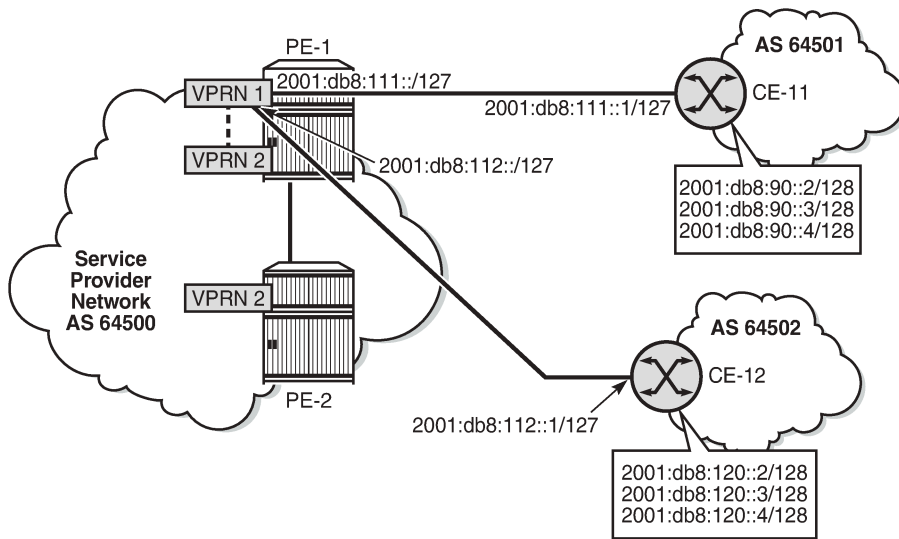 PE-1
AS 64501
VPRN 1
2001:db8:111::/127
2001:db8:111::1/127
CE-11
VPRN 2
2001:db8:112::/127
2001:db8:90::2/128
2001:db8:90::3/128
2001:db8:90::4/128
Service
Provider
Network
AS 64500
VPRN 2
PE-2
AS 64502
CE-12
2001:db8:112::1/127
2001:db8:120::2/128
2001:db8:120::3/128
2001:db8:120::4/128